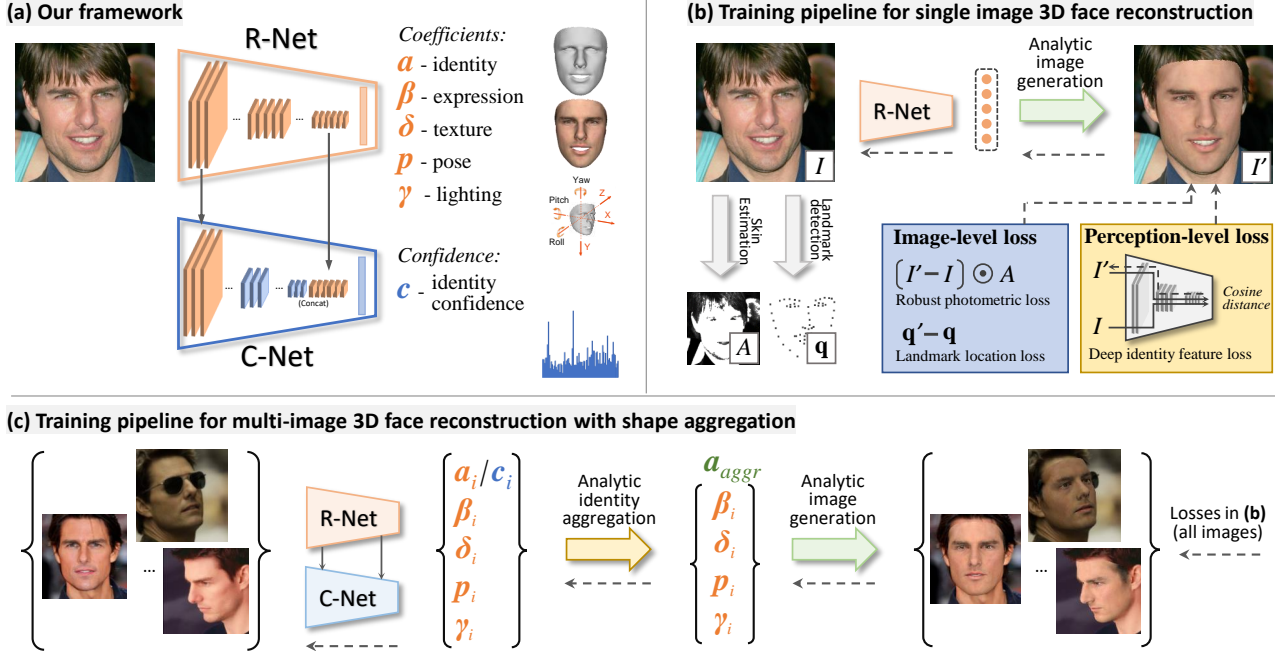 (a) Our framework
R-Net
Coefficients:
a - identity
β - expression
δ - texture
p - pose
γ - lighting
Yaw
Pitch
Z
X
Roll
Y
...
...
C-Net
...
...
(Concat)
Confidence:
c - identity
confidence
(b) Training pipeline for single image 3D face reconstruction
I
R-Net
Analytic
image
generation
I'
Skin
Estimation
Landmark
detection
A
q
Image-level loss
(I' − I) ⊙ A
Robust photometric loss
q' − q
Landmark location loss
Perception-level loss
I'
I
Cosine
distance
Deep identity feature loss
(c) Training pipeline for multi-image 3D face reconstruction with shape aggregation
...
R-Net
C-Net
a_i/c_i
β_i
δ_i
p_i
γ_i
Analytic
identity
aggregation
a_aggr
β_i
δ_i
p_i
γ_i
Analytic
image
generation
...
Losses in (b)
(all images)